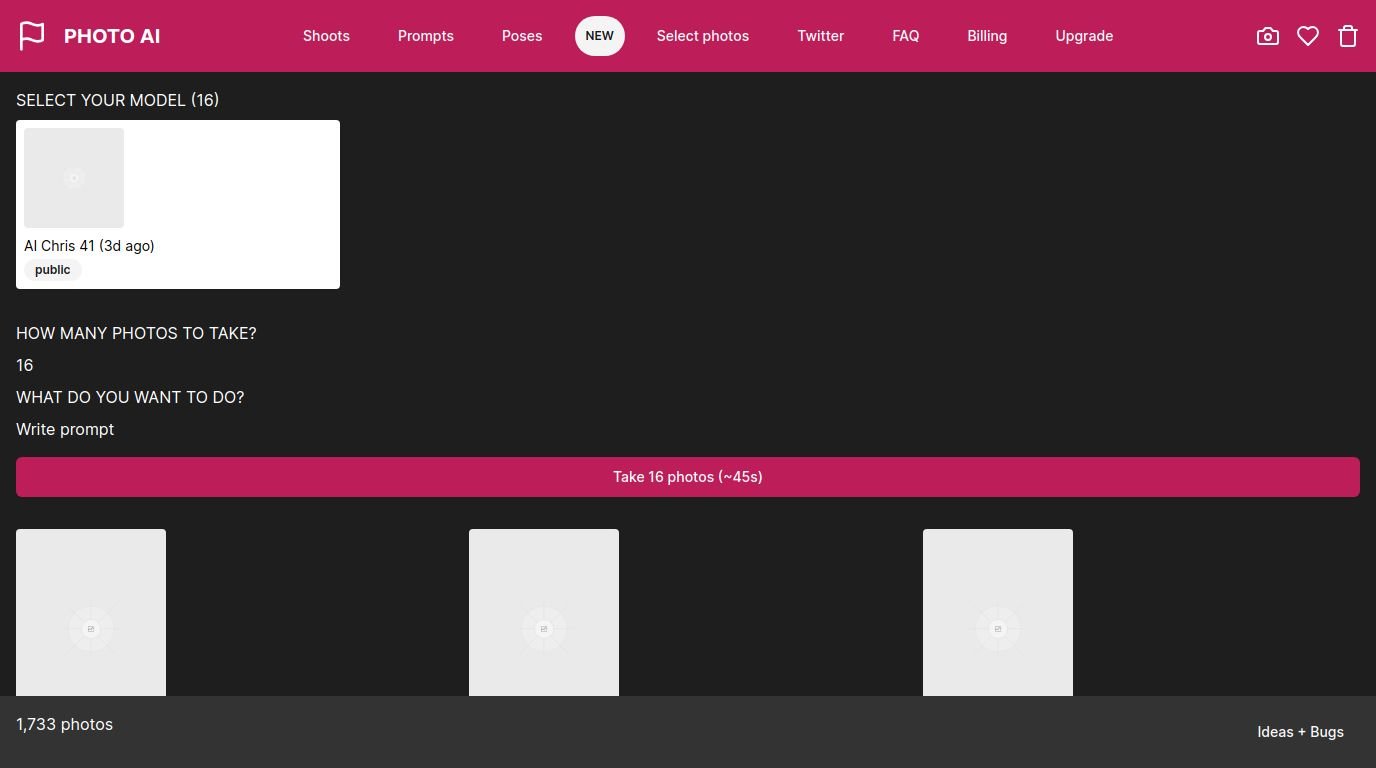 PHOTO AI
Shoots
Prompts
Poses
NEW
Select photos
Twitter
FAQ
Billing
Upgrade
SELECT YOUR MODEL (16)
AI Chris 41 (3d ago)
public
HOW MANY PHOTOS TO TAKE?
16
WHAT DO YOU WANT TO DO?
Write prompt
Take 16 photos (~45s)
1,733 photos
Ideas + Bugs